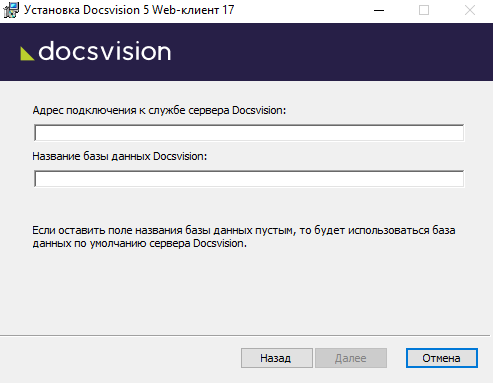 Установка Docsvision 5 Web-клиент 17
docsvision
Адрес подключения к службе сервера Docsvision:
Название базы данных Docsvision:
Если оставить поле названия базы данных пустым, то будет использоваться база
данных по умолчанию сервера Docsvision.
Назад Далее Отмена